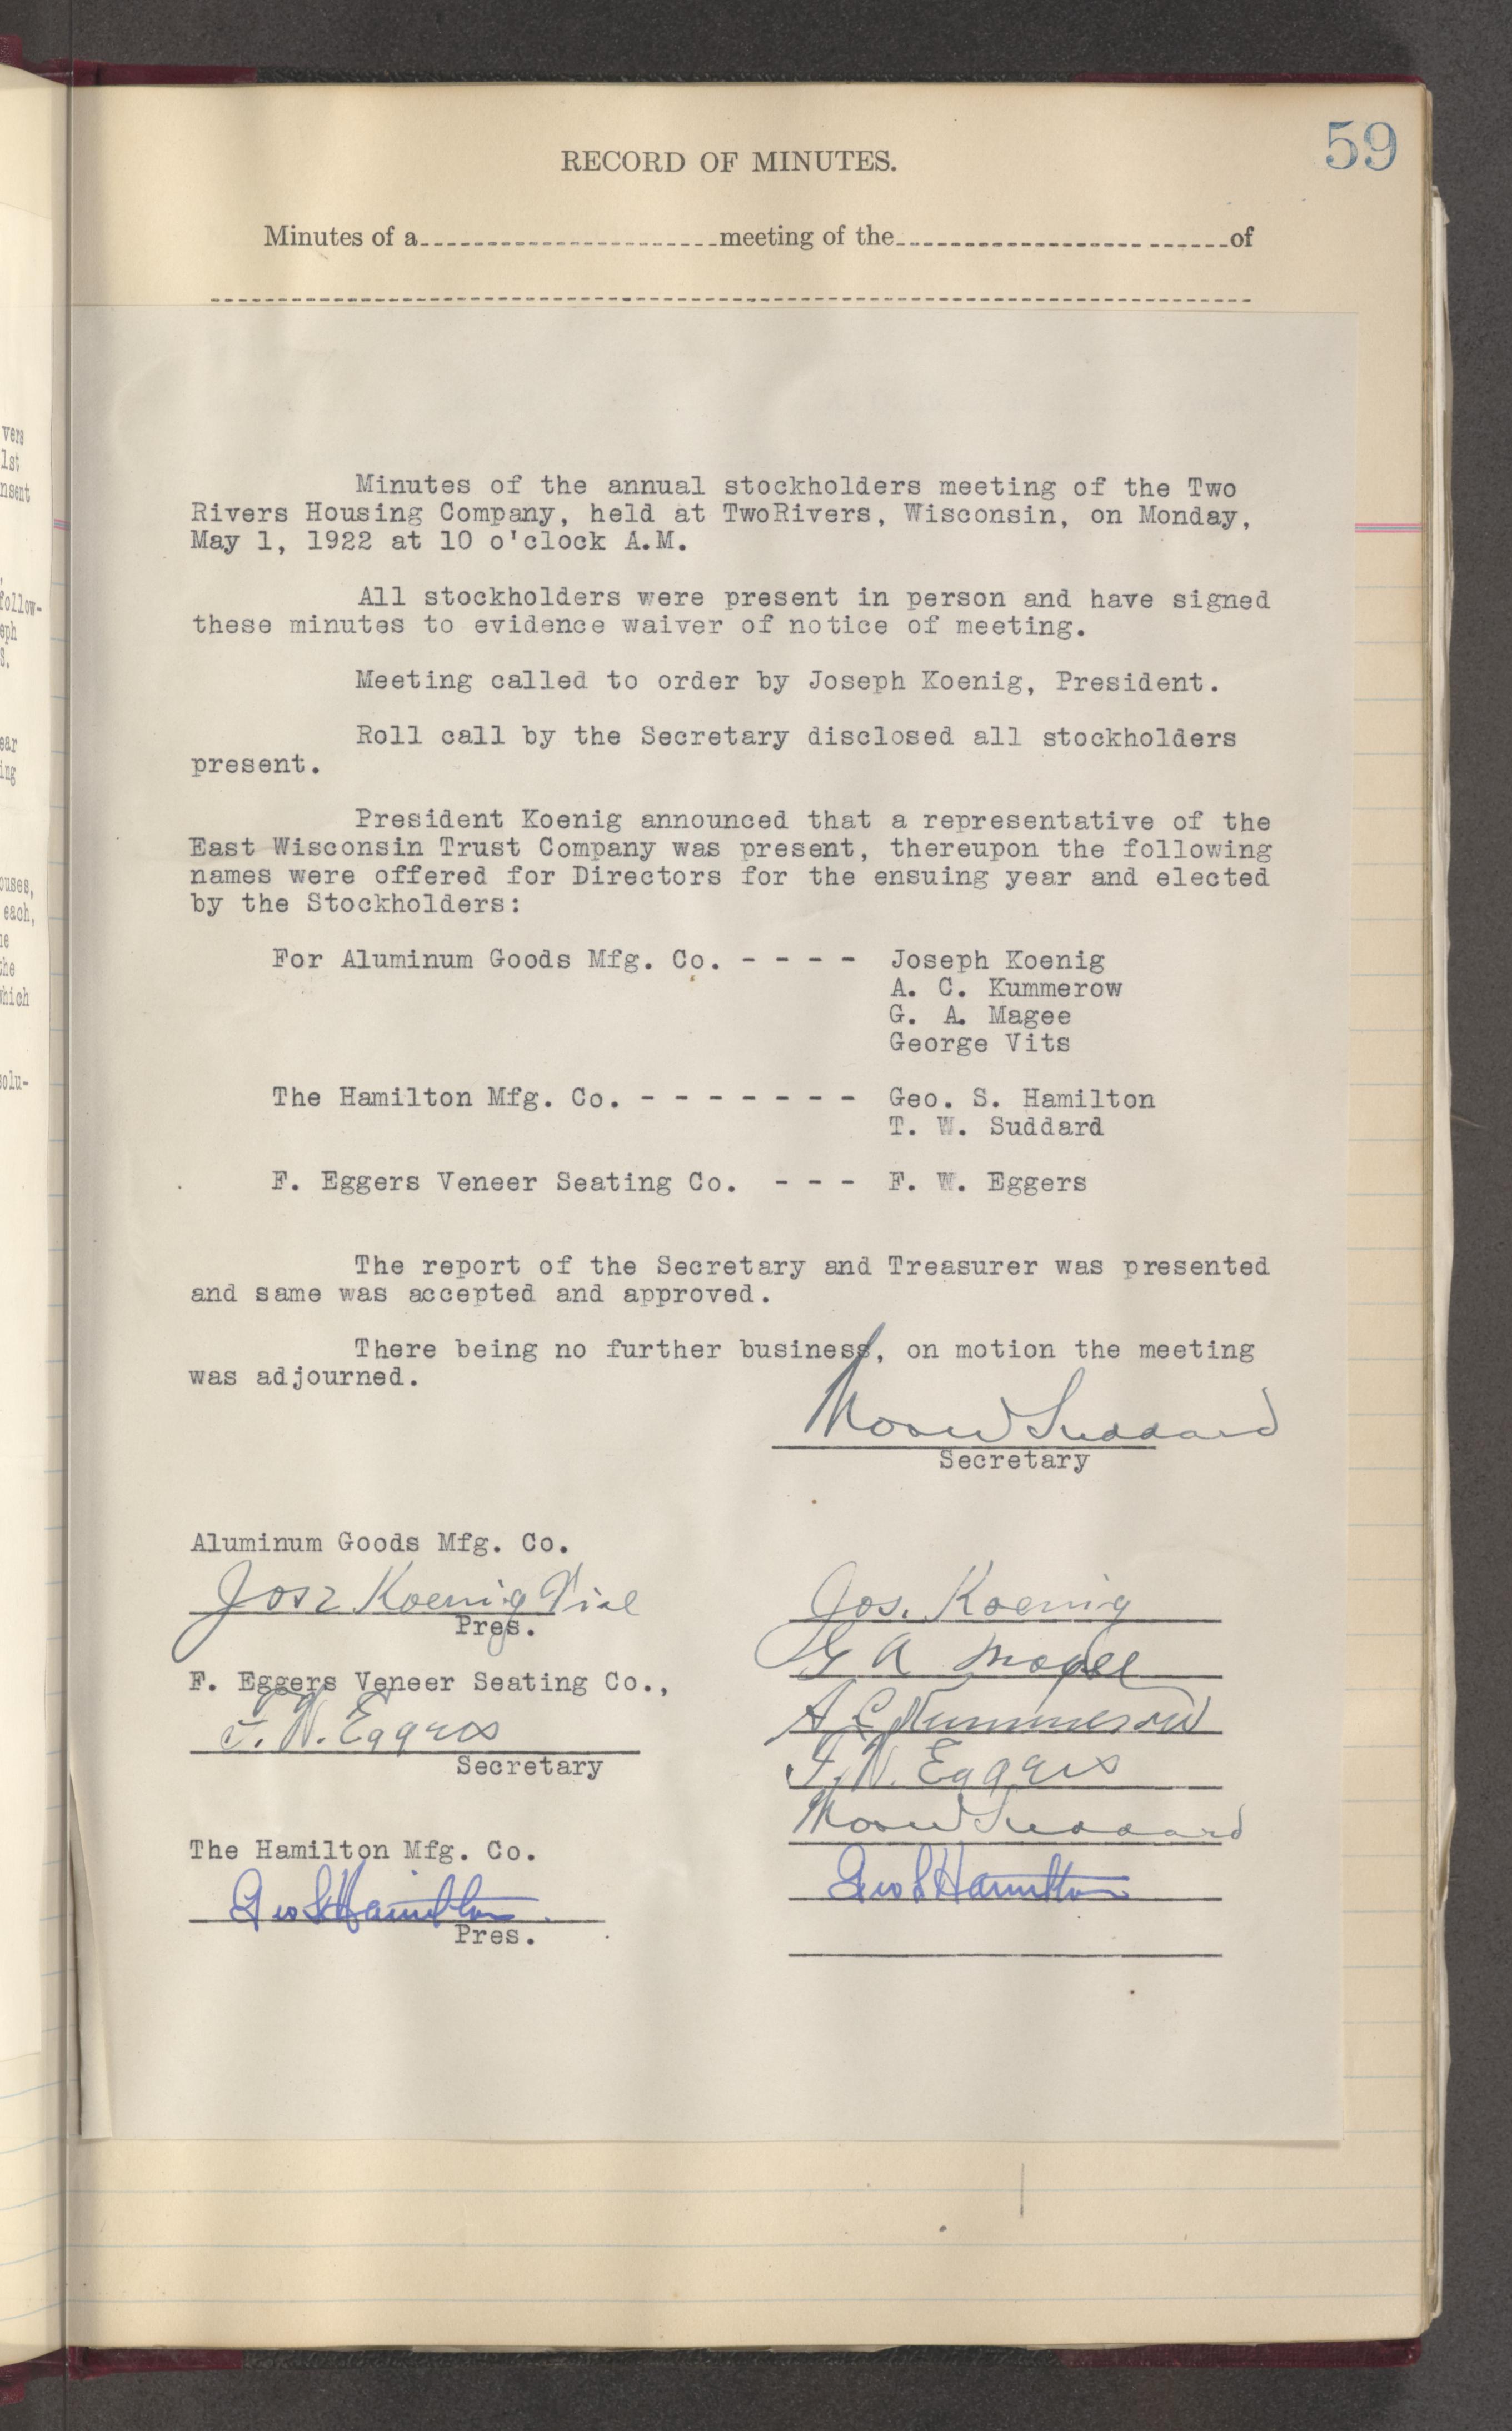 59
RECORD OF MINUTES.
Minutes of a meeting of the of
Minutes of the annual stockholders meeting of the Two
Rivers Housing Company, held at TwoRivers, Wisconsin, on Monday,
May 1, 1922 at 10 o'clock A.M.
All stockholders were present in person and have signed
these minutes to evidence waiver of notice of meeting.
Meeting called to order by Joseph Koenig, President.
Roll call by the Secretary disclosed all stockholders
present.
President Koenig announced that a representative of the
East Wisconsin Trust Company was present, thereupon the following
names were offered for Directors for the ensuing year and elected
by the Stockholders:
For Aluminum Goods Mfg. Co. - - - - Joseph Koenig
A. C. Kummerow
G. A. Magee
George Vits
The Hamilton Mfg. Co. - - - - - - - Geo. S. Hamilton
T. W. Suddard
F. Eggers Veneer Seating Co. - - - F. W. Eggers
The report of the Secretary and Treasurer was presented
and same was accepted and approved.
There being no further business, on motion the meeting
was adjourned.
Suddard
Secretary
Aluminum Goods Mfg. Co.
Jos Koenig Vice
Pres.
F. Eggers Veneer Seating Co.,
F. W. Eggers
Secretary
The Hamilton Mfg. Co.
Geo S Hamilton
Pres.
Jos. Koenig
G A Magee
A C Kummerow
F. W. Eggers
Suddard
Geo S Hamilton